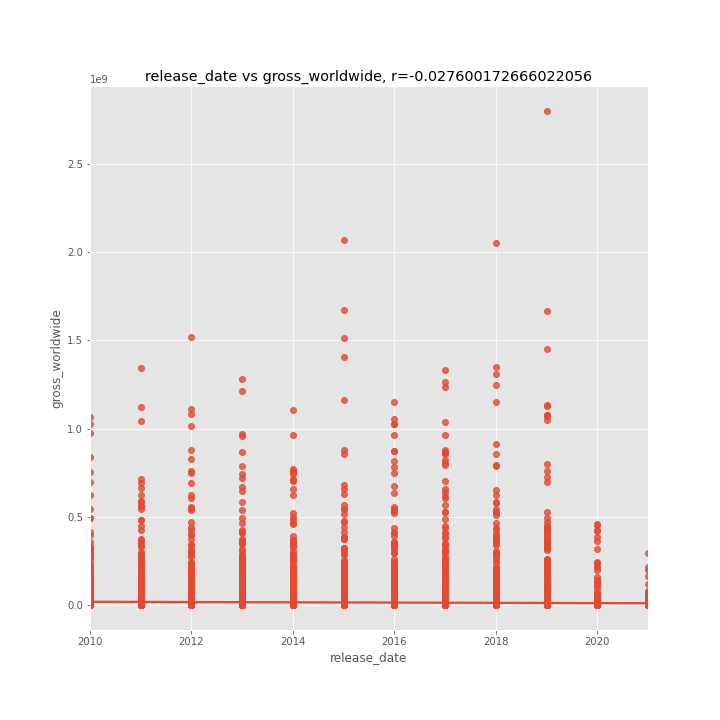 release_date vs gross_worldwide, r=-0.027600172666022056
1e9
2.5
2.0
1.5
1.0
0.5
0.0
gross_worldwide
2010 2012 2014 2016 2018 2020
release_date